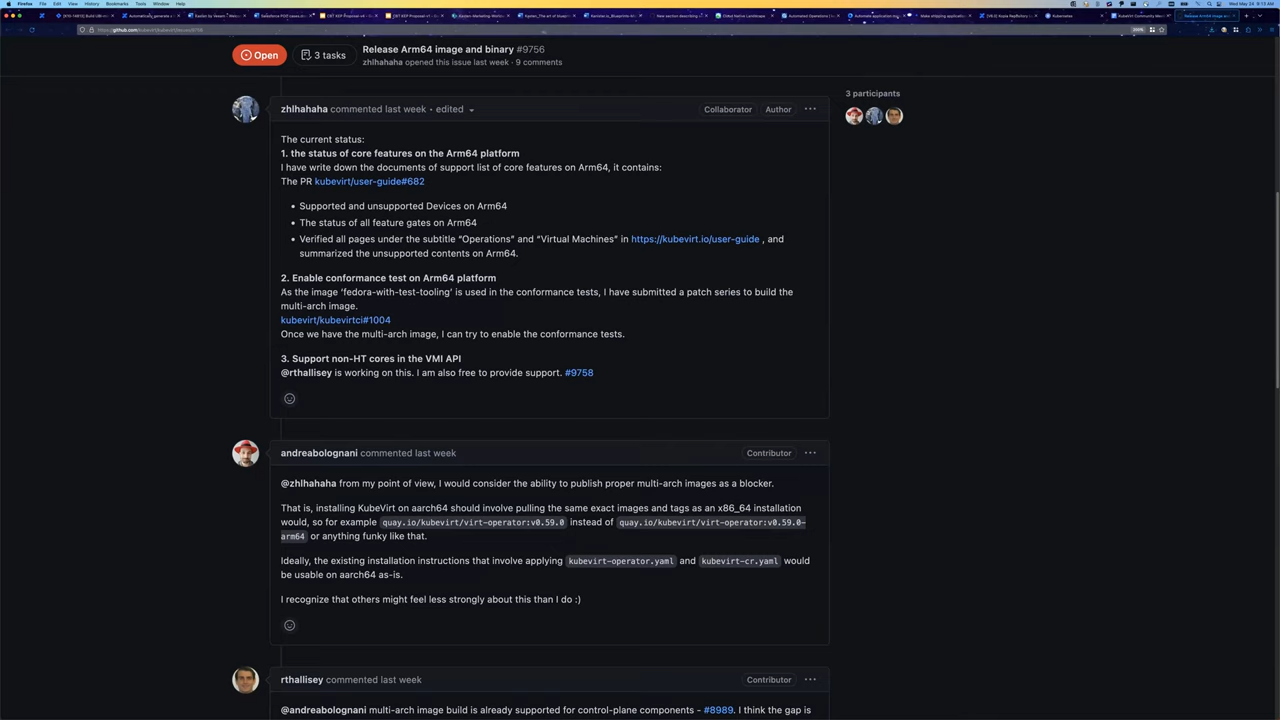 Firefox File Edit View History Bookmarks Tools Window Help
Wed May 24 8:13 AM
Open
3 tasks
Release Arm64 image and binary #9756
zhlhahaha opened this issue last week · 9 comments
3 participants
zhlhahaha commented last week · edited
Collaborator Author
The current status:
1. the status of core features on the Arm64 platform
I have write down the documents of support list of core features on Arm64, it contains:
The PR kubevirt/user-guide#682
• Supported and unsupported Devices on Arm64
• The status of all feature gates on Arm64
• Verified all pages under the subtitle “Operations” and “Virtual Machines” in https://kubevirt.io/user-guide , and
summarized the unsupported contents on Arm64.
2. Enable conformance test on Arm64 platform
As the image ‘fedora-with-test-tooling’ is used in the conformance tests, I have submitted a patch series to build the
multi-arch image.
kubevirt/kubevirtci#1004
Once we have the multi-arch image, I can try to enable the conformance tests.
3. Support non-HT cores in the VMI API
@rthallisey is working on this. I am also free to provide support. #9758
andreabolognani commented last week
Contributor
@zhlhahaha from my point of view, I would consider the ability to publish proper multi-arch images as a blocker.
That is, installing KubeVirt on aarch64 should involve pulling the same exact images and tags as an x86_64 installation
would, so for example quay.io/kubevirt/virt-operator:v0.59.0 instead of quay.io/kubevirt/virt-operator:v0.59.0-
arm64 or anything funky like that.
Ideally, the existing installation instructions that involve applying kubevirt-operator.yaml and kubevirt-cr.yaml would
be usable on aarch64 as-is.
I recognize that others might feel less strongly about this than I do :)
rthallisey commented last week
Contributor
@andreabolognani multi-arch image build is already supported for control-plane components - #8989. I think the gap is